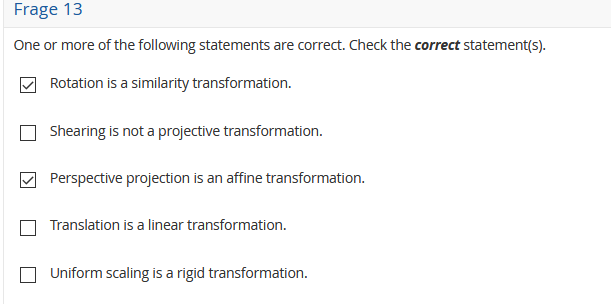 Frage 13
One or more of the following statements are correct. Check the correct statement(s).
Rotation is a similarity transformation.
Shearing is not a projective transformation.
Perspective projection is an affine transformation.
Translation is a linear transformation.
Uniform scaling is a rigid transformation.